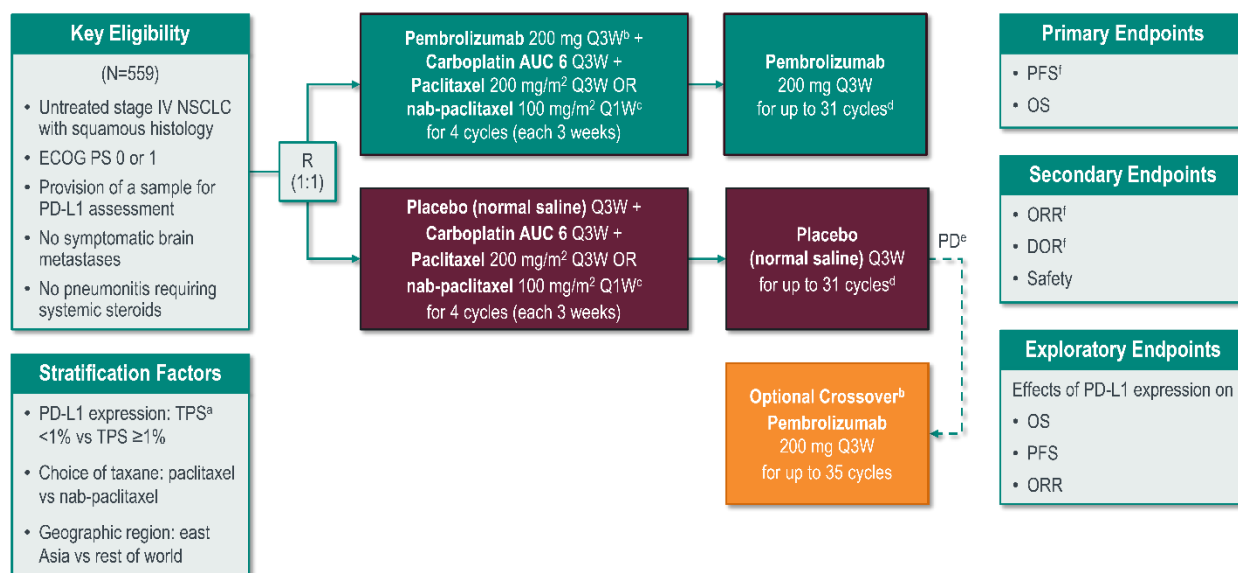 Key Eligibility
(N=559)
• Untreated stage IV NSCLC
with squamous histology
• ECOG PS 0 or 1
• Provision of a sample for
PD-L1 assessment
• No symptomatic brain
metastases
• No pneumonitis requiring
systemic steroids
Stratification Factors
• PD-L1 expression: TPSᵃ
<1% vs TPS ≥1%
• Choice of taxane: paclitaxel
vs nab-paclitaxel
• Geographic region: east
Asia vs rest of world
R
(1:1)
Pembrolizumab 200 mg Q3Wᵇ +
Carboplatin AUC 6 Q3W +
Paclitaxel 200 mg/m² Q3W OR
nab-paclitaxel 100 mg/m² Q1Wᶜ
for 4 cycles (each 3 weeks)
Pembrolizumab
200 mg Q3W
for up to 31 cyclesᵈ
Placebo (normal saline) Q3W +
Carboplatin AUC 6 Q3W +
Paclitaxel 200 mg/m² Q3W OR
nab-paclitaxel 100 mg/m² Q1Wᶜ
for 4 cycles (each 3 weeks)
Placebo
(normal saline) Q3W
for up to 31 cyclesᵈ
PDᵉ
Optional Crossoverᵇ
Pembrolizumab
200 mg Q3W
for up to 35 cycles
Primary Endpoints
• PFSᶠ
• OS
Secondary Endpoints
• ORRᶠ
• DORᶠ
• Safety
Exploratory Endpoints
Effects of PD-L1 expression on
• OS
• PFS
• ORR